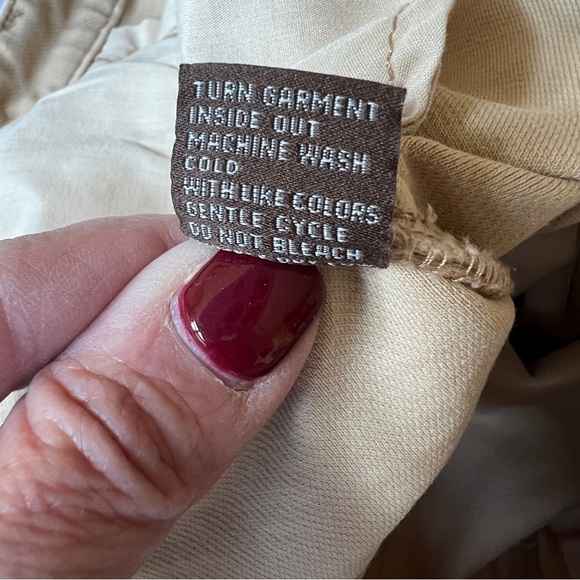 TURN GARMENT
INSIDE OUT
MACHINE WASH
COLD
WITH LIKE COLORS
GENTLE CYCLE
DO NOT BLEACH